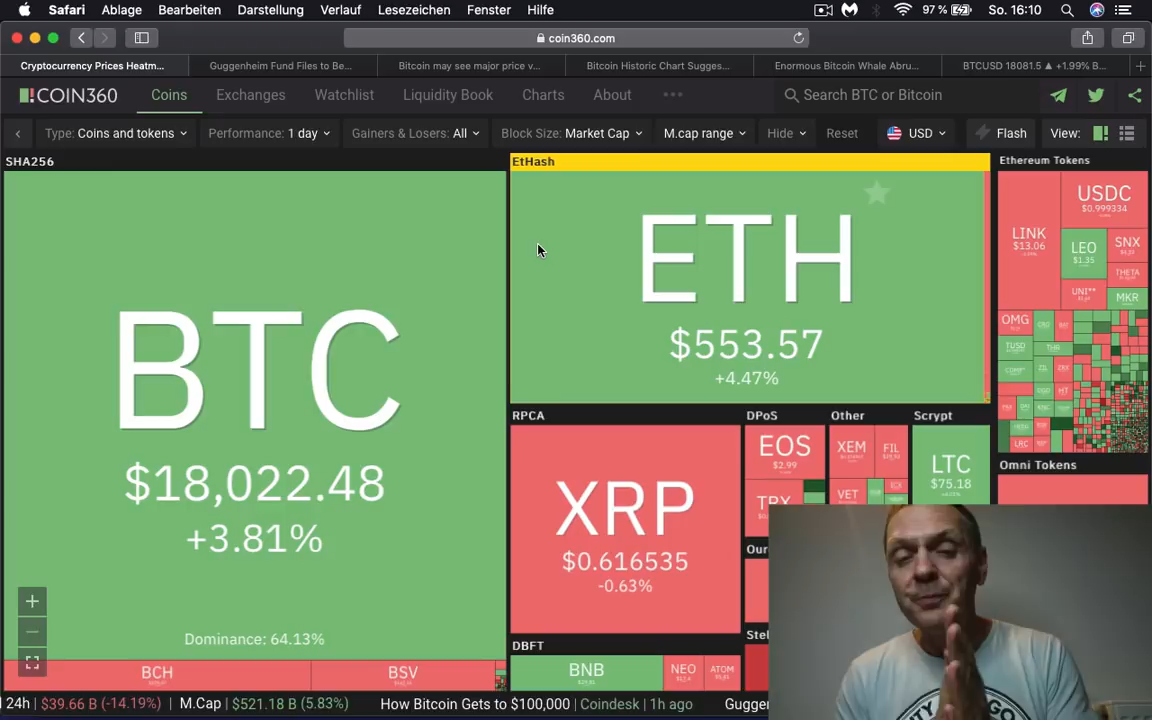 Safari Ablage Bearbeiten Darstellung Verlauf Lesezeichen Fenster Hilfe 97 % So. 16:10
coin360.com
Cryptocurrency Prices Heatm... Guggenheim Fund Files to Be... Bitcoin may see major price v... Bitcoin Historic Chart Sugges... Enormous Bitcoin Whale Abru... BTCUSD 18081.5 ▲ +1.99% B...
COIN360 Coins Exchanges Watchlist Liquidity Book Charts About Search BTC or Bitcoin
Type: Coins and tokens Performance: 1 day Gainers & Losers: All Block Size: Market Cap M.cap range Hide Reset USD Flash View:
SHA256
BTC
$18,022.48
+3.81%
Dominance: 64.13%
BCH
BSV
EtHash
ETH
$553.57
+4.47%
RPCA
XRP
$0.616535
-0.63%
DBFT
BNB
NEO
ATOM
DPoS
EOS
$2.99
TRX
Other
XEM
FIL
VET
Scrypt
LTC
$75.18
Our
Stel
Ethereum Tokens
LINK
$13.06
USDC
$0.999334
LEO
$1.35
SNX
THETA
UNI**
MKR
OMG
TUSD
LRC
Omni Tokens
24h | $39.66 B (-14.19%) | M.Cap | $521.18 B (5.83%) How Bitcoin Gets to $100,000 | Coindesk | 1h ago Gugger